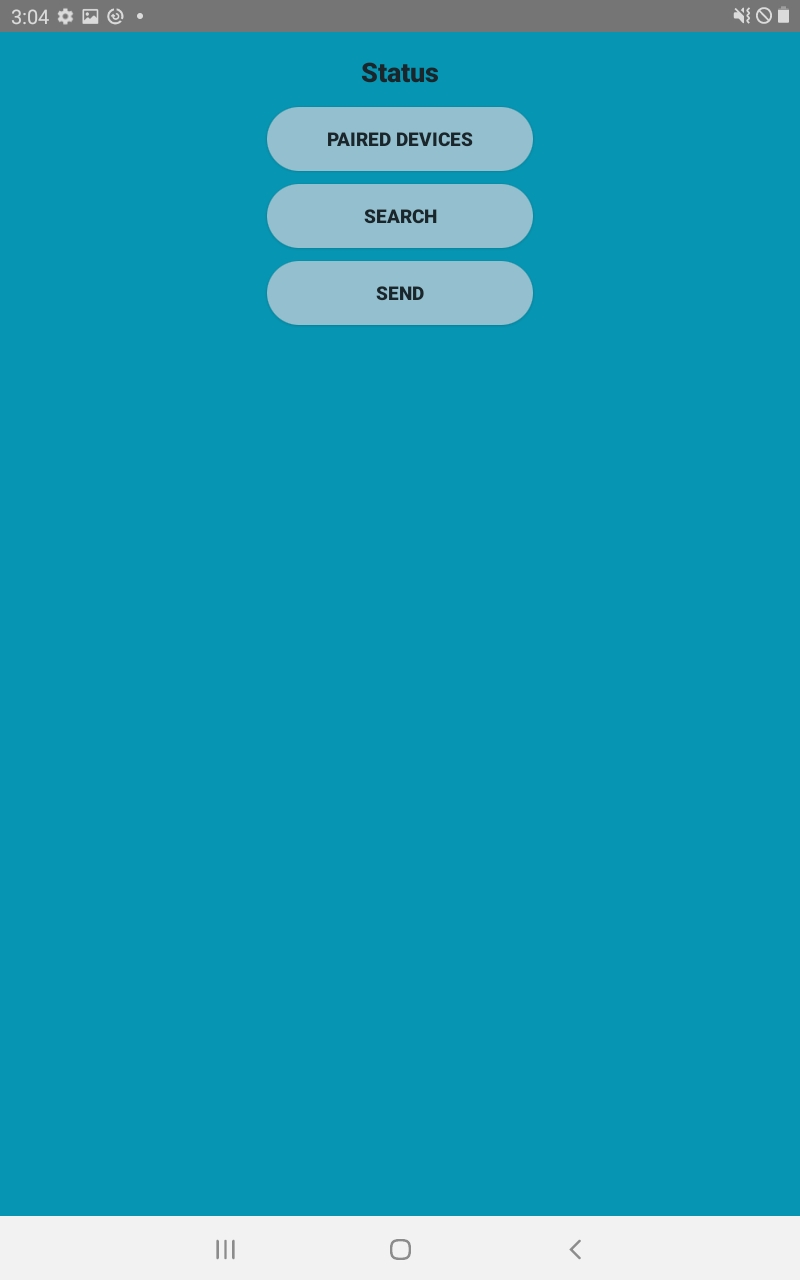 3:04
Status
PAIRED DEVICES
SEARCH
SEND